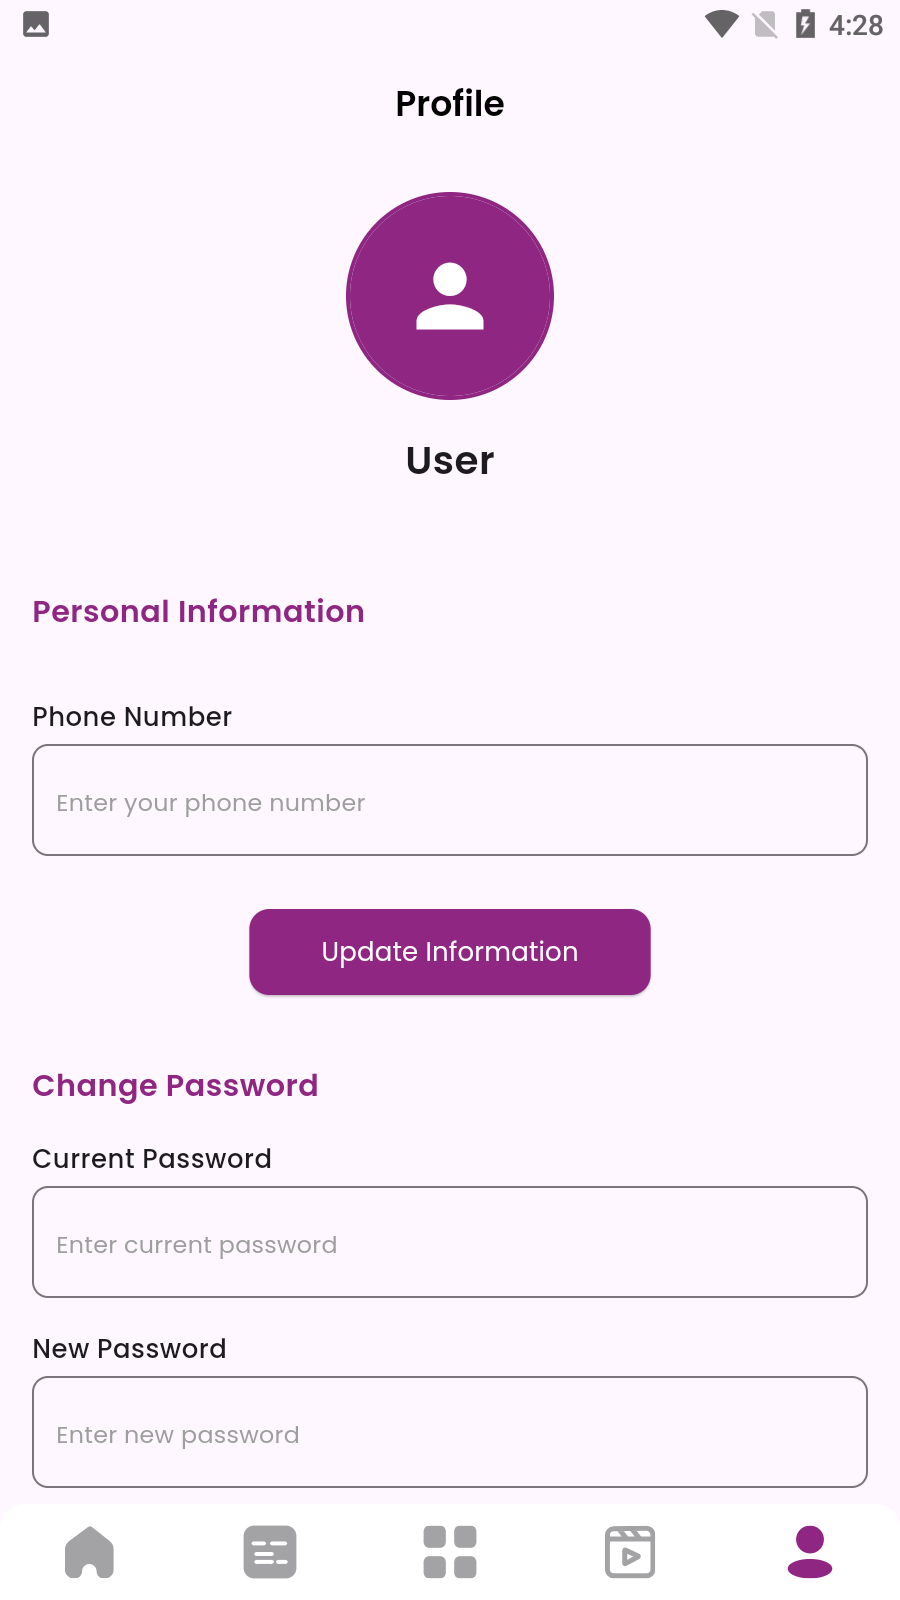 4:28
Profile
User
Personal Information
Phone Number
Enter your phone number
Update Information
Change Password
Current Password
Enter current password
New Password
Enter new password